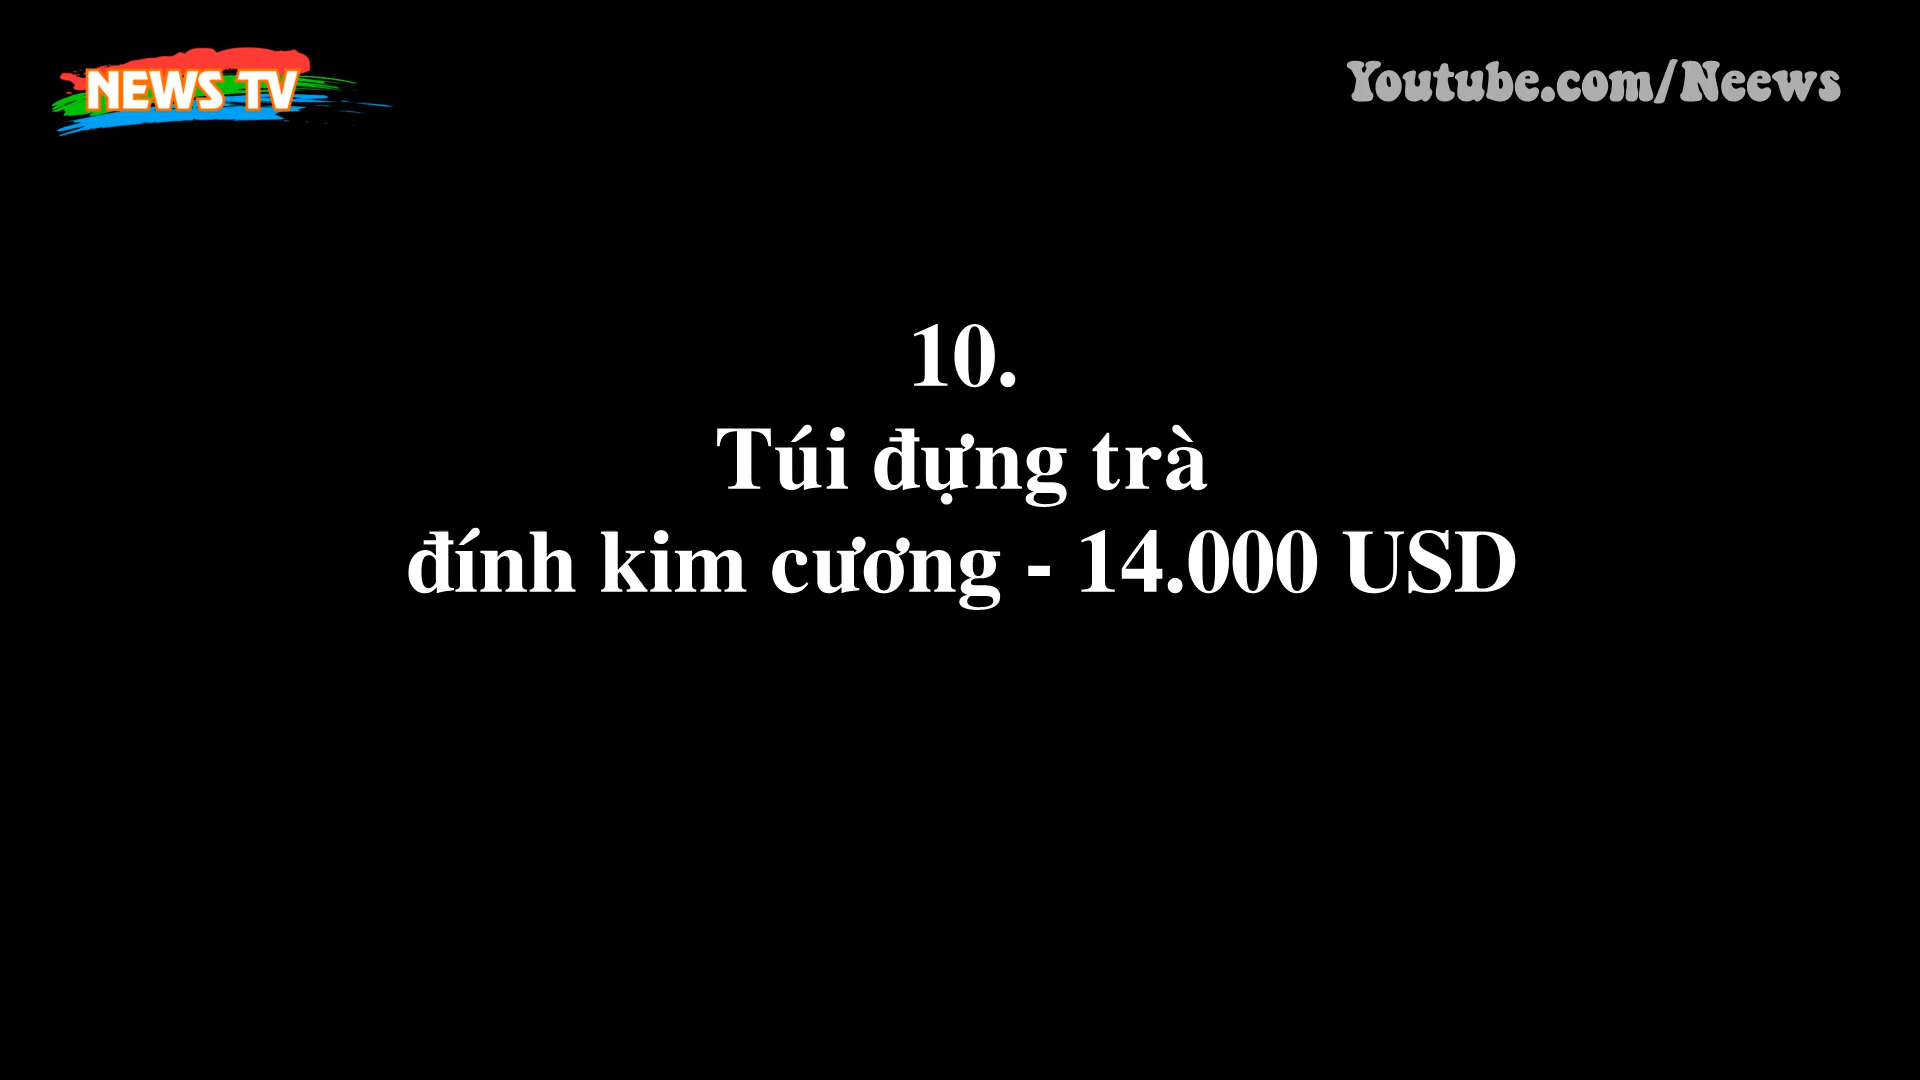 NEWS TV
Youtube.com/Neews
10.
Túi đựng trà
đính kim cương - 14.000 USD